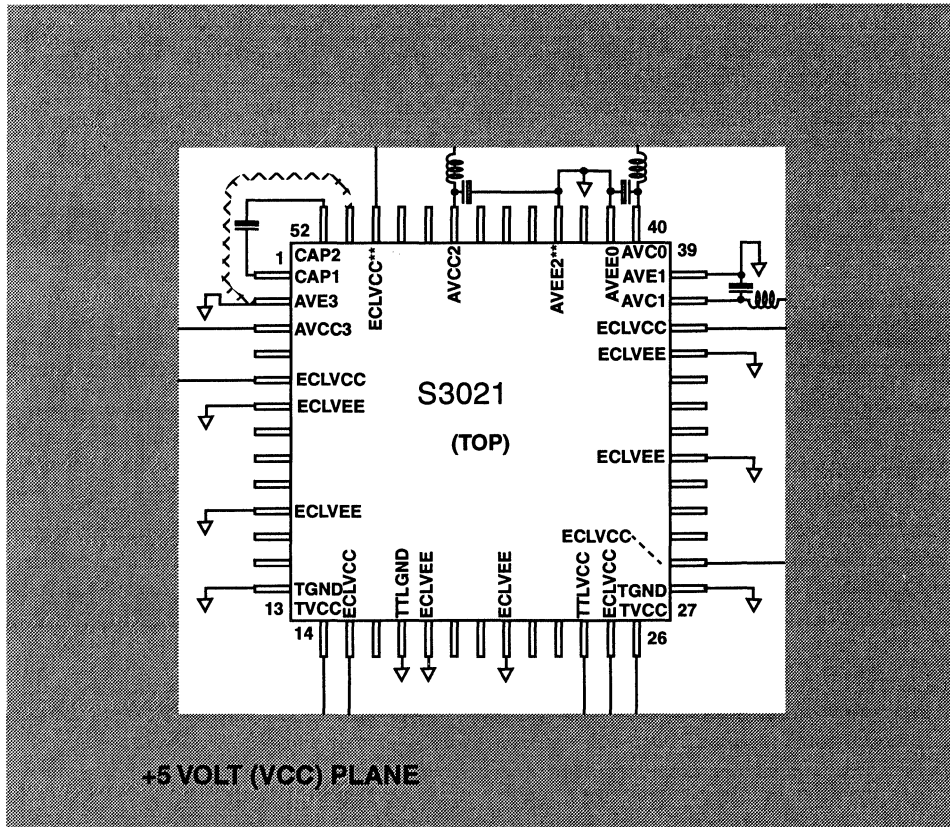 52
40
1
CAP2
CAP1
AVE3
AVCC3
ECLVCC
ECLVEE
ECLVEE
TGND
13
TVCC
14
ECLVCC
TTLGND
ECLVEE
ECLVEE
TTLVCC
ECLVCC
TVCC
26
27
TGND
ECLVCC
ECLVEE
ECLVEE
ECLVCC
AVC1
AVE1
39
AVC0
AVEE0
AVEE2**
AVCC2
ECLVCC**
S3021
(TOP)
+5 VOLT (VCC) PLANE